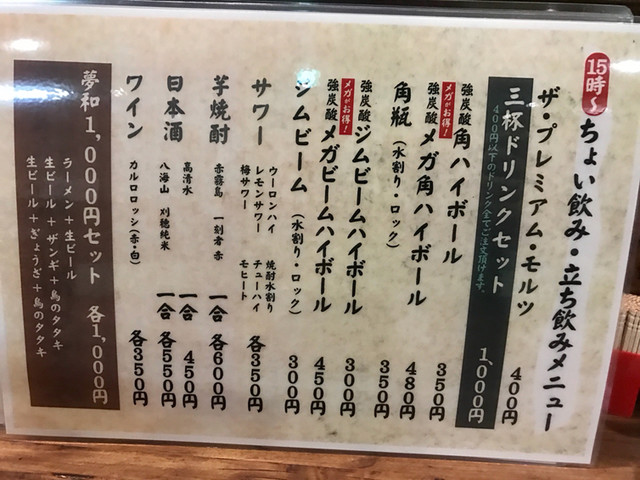 15時〜 ちょい飲み・立ち飲みメニュー
ザ・プレミアム・モルツ 400円
三杯ドリンクセット 1,000円
400円以下のドリンク全てご注文頂けます。
強炭酸 角ハイボール 350円
メガがお得！
強炭酸 メガ角ハイボール 480円
角瓶 (水割り・ロック) 350円
強炭酸 ジムビームハイボール 300円
メガがお得！
強炭酸 メガビームハイボール 450円
ジムビーム (水割り・ロック) 300円
サワー ウーロンハイ 焼酎水割り 各350円
レモンサワー チューハイ
梅サワー モヒート
芋焼酎 赤霧島 一刻者 赤 一合 各600円
日本酒 高清水 一合 450円
八海山 刈穂純米 一合 各550円
ワイン カルロロッシ(赤・白) 各350円
夢和1,000円セット 各1,000円
ラーメン＋生ビール
生ビール＋ザンギ＋鳥のタタキ
生ビール＋ぎょうざ＋鳥のタタキ